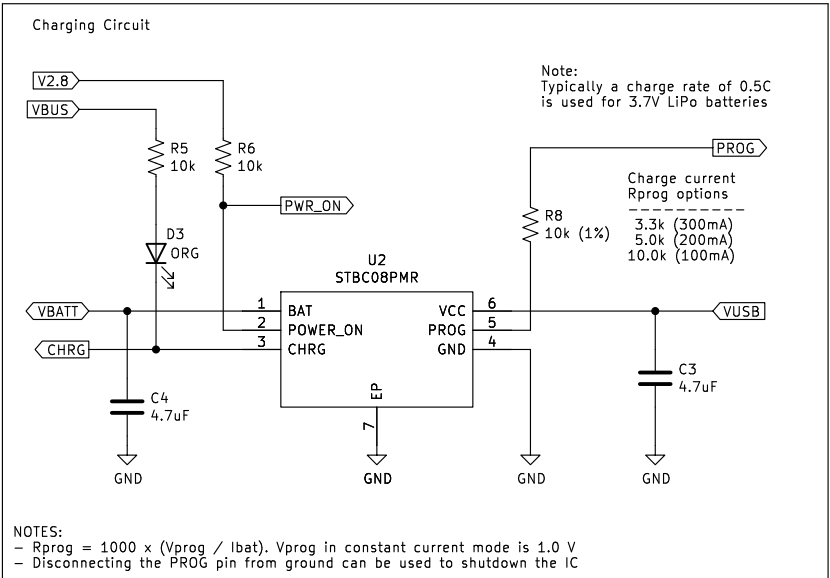 Charging Circuit
V2.8
VBUS
R5
10k
R6
10k
PWR_ON
D3
ORG
Note:
Typically a charge rate of 0.5C
is used for 3.7V LiPo batteries
PROG
Charge current
Rprog options
3.3k (300mA)
5.0k (200mA)
10.0k (100mA)
R8
10k (1%)
U2
STBC08PMR
VBATT
1
BAT
VCC
6
VUSB
2
POWER_ON
PROG
5
CHRG
3
CHRG
GND
4
EP
7
C4
4.7uF
C3
4.7uF
GND
GND
GND
GND
NOTES:
– Rprog = 1000 x (Vprog / Ibat). Vprog in constant current mode is 1.0 V
– Disconnecting the PROG pin from ground can be used to shutdown the IC